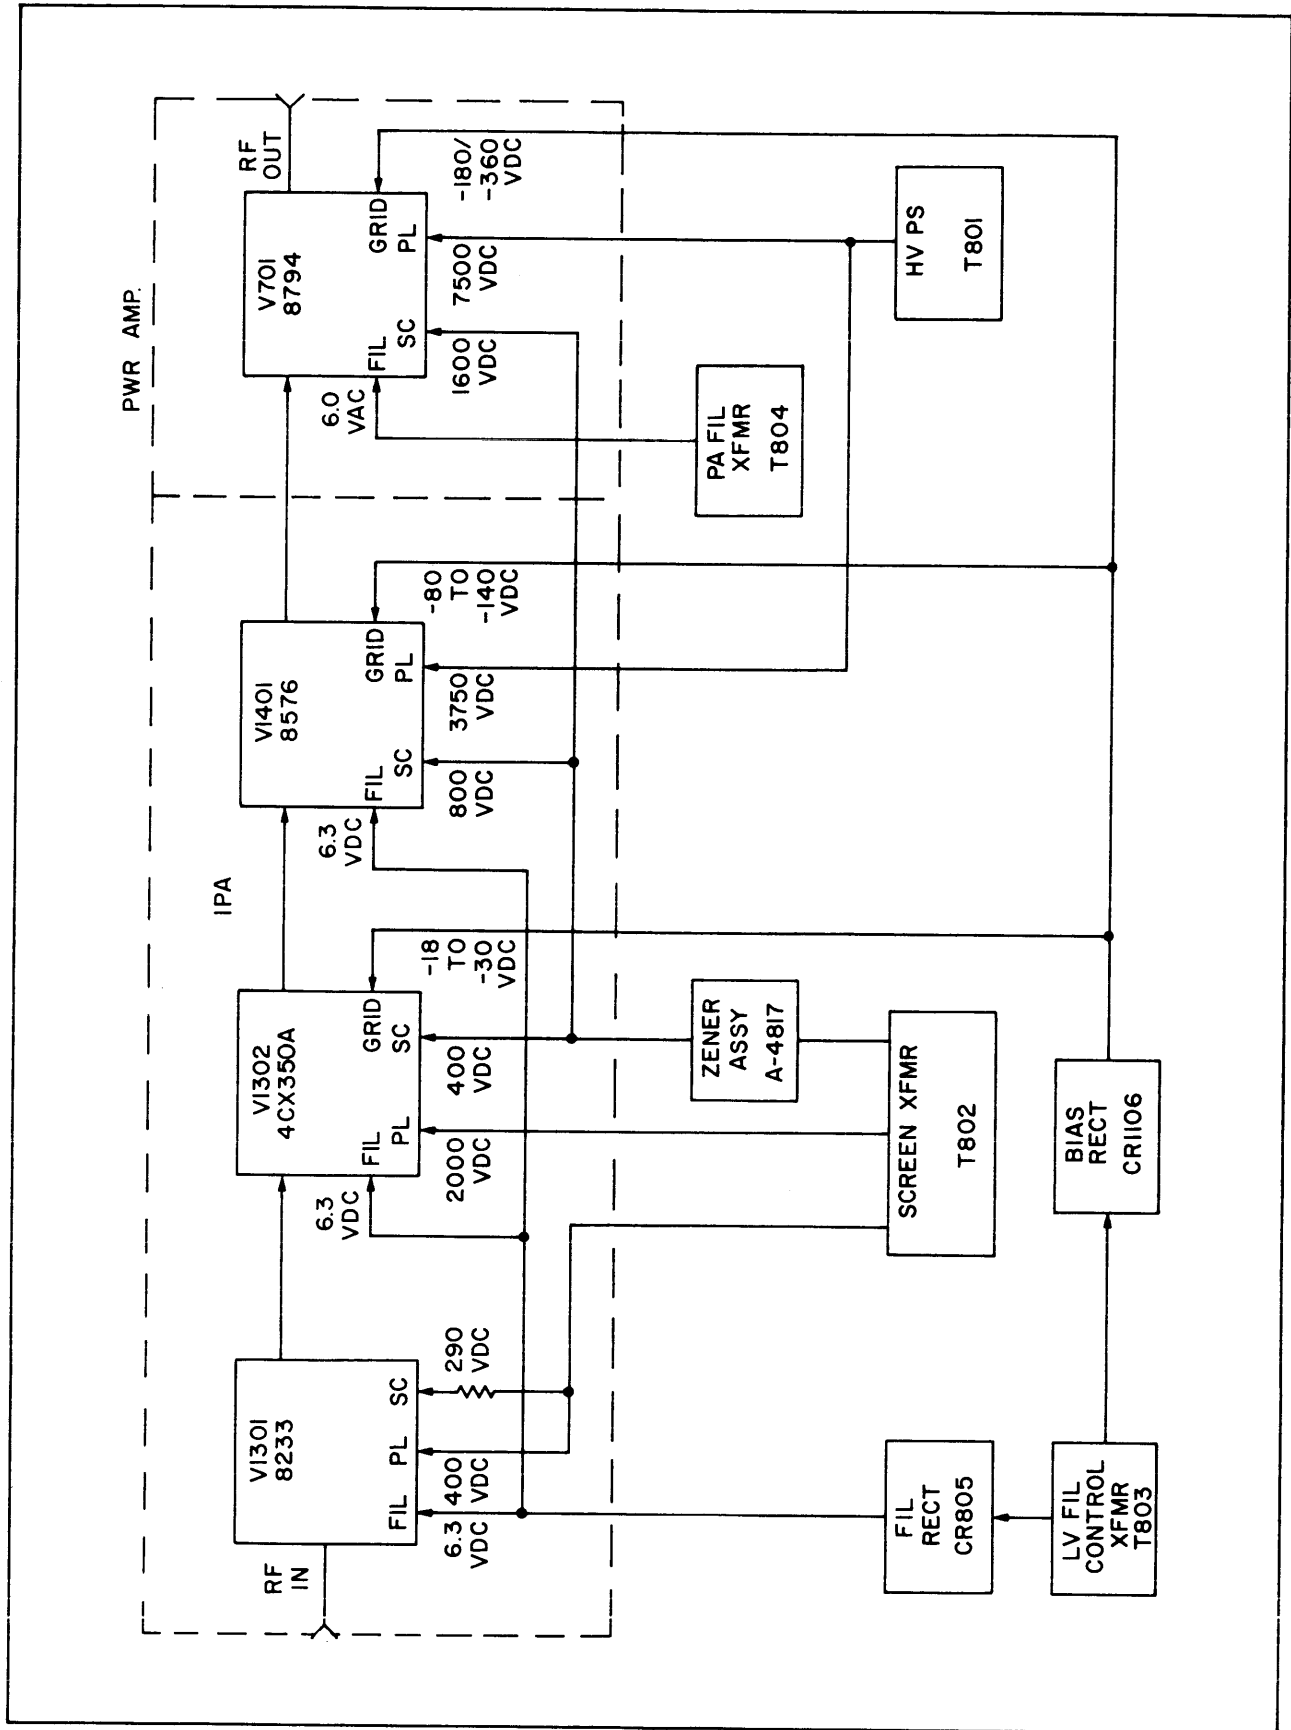 PWR AMP.
IPA
RF
IN
V1301
8233
FIL
PL
SC
6.3
VDC
400
VDC
290
VDC
V1302
4CX350A
FIL
PL
SC
GRID
6.3
VDC
2000
VDC
400
VDC
-18
TO
-30
VDC
V1401
8576
FIL
SC
PL
GRID
6.3
VDC
800
VDC
3750
VDC
-80
TO
-140
VDC
V701
8794
FIL
SC
PL
GRID
6.0
VAC
1600
VDC
7500
VDC
-180/
-360
VDC
RF
OUT
ZENER
ASSY
A-4817
PA FIL
XFMR
T804
FIL
RECT
CR805
SCREEN XFMR
T802
HV PS
T801
LV FIL
CONTROL
XFMR
T803
BIAS
RECT
CR1106